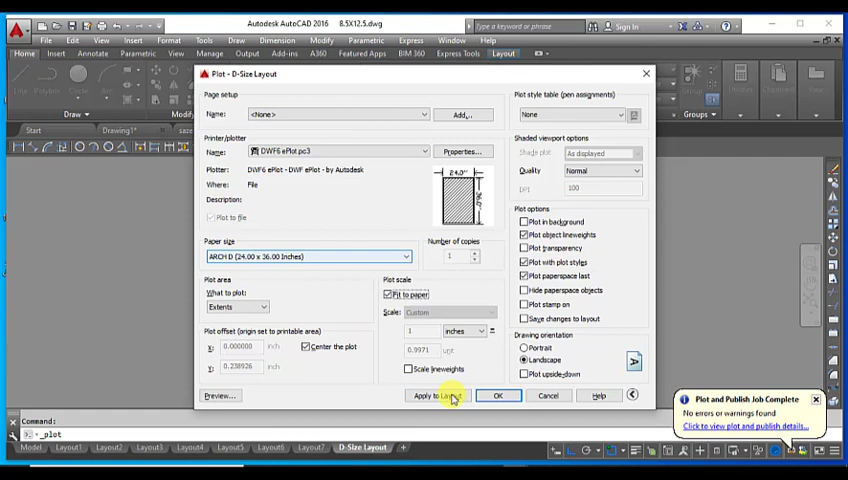 Autodesk AutoCAD 2016 8.5X12.5.dwg
Type a keyword or phrase
Sign In
File Edit View Insert Format Tools Draw Dimension Modify Parametric Express Window Help
Home Insert Annotate Parametric View Manage Output Add-ins A360 Featured Apps BIM 360 Express Tools Layout
Line Polyline Circle Arc
Draw
Group
Start Drawing1*
Plot - D-Size Layout
Page setup
Name: <None>
Add...
Printer/plotter
Name: DWF6 ePlot.pc3
Properties...
Plotter: DWF6 ePlot - DWF ePlot - by Autodesk
Where: File
Description:
Plot to file
24.0''
36.0''
Paper size
ARCH D (24.00 x 36.00 Inches)
Number of copies
1
Plot area
What to plot:
Extents
Plot scale
Fit to paper
Scale: Custom
1 inches =
0.9971 unit
Scale lineweights
Plot offset (origin set to printable area)
X: 0.000000 inch
Center the plot
Y: 0.238926 inch
Plot style table (pen assignments)
None
Shaded viewport options
Shade plot As displayed
Quality Normal
DPI 100
Plot options
Plot in background
Plot object lineweights
Plot transparency
Plot with plot styles
Plot paperspace last
Hide paperspace objects
Plot stamp on
Save changes to layout
Drawing orientation
Portrait
Landscape
Plot upside-down
A
Preview...
Apply to Layout
OK
Cancel
Help
Plot and Publish Job Complete
No errors or warnings found
Click to view plot and publish details...
Command:
_plot
Model Layout1 Layout2 Layout3 Layout4 Layout5 Layout6 Layout7 D-Size Layout